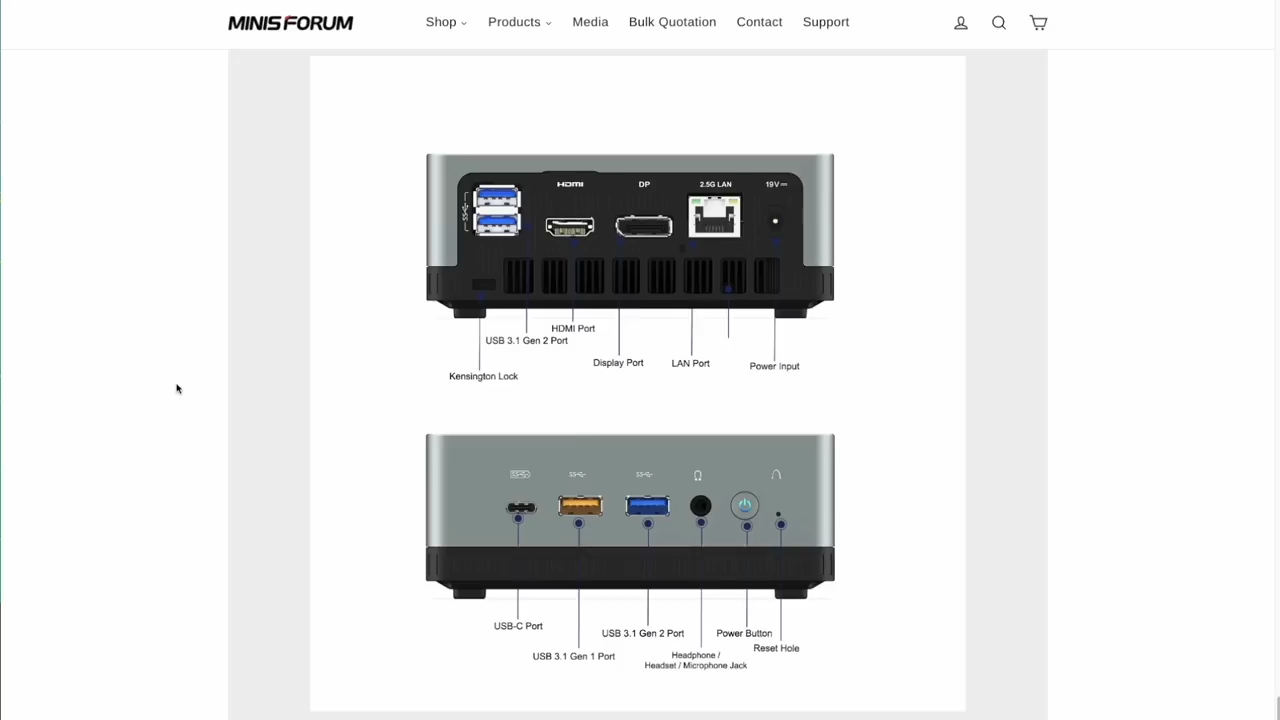 MINISFORUM
Shop Products Media Bulk Quotation Contact Support
HDMI DP 2.5G LAN 19V
HDMI Port
USB 3.1 Gen 2 Port
Display Port LAN Port Power Input
Kensington Lock
USB-C Port
USB 3.1 Gen 2 Port Power Button
Reset Hole
USB 3.1 Gen 1 Port Headphone /
Headset / Microphone Jack